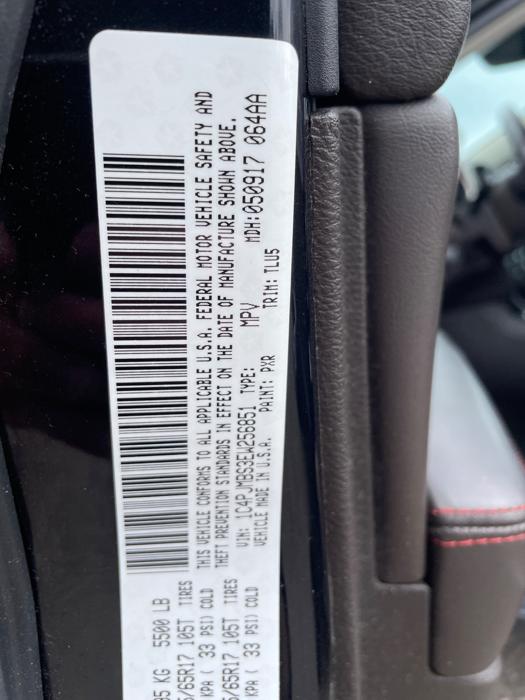 85 KG 5500 LB
/65R17 105T TIRES
KPA ( 33 PSI) COLD
/65R17 105T TIRES
KPA ( 33 PSI) COLD
THIS VEHICLE CONFORMS TO ALL APPLICABLE U.S.A. FEDERAL MOTOR VEHICLE SAFETY AND
THEFT PREVENTION STANDARDS IN EFFECT ON THE DATE OF MANUFACTURE SHOWN ABOVE.
VIN: 1C4PJMBS3EW256851 TYPE: MPV MDH:050917 064AA
VEHICLE MADE IN U.S.A. PAINT: PXR TRIM: TLU5